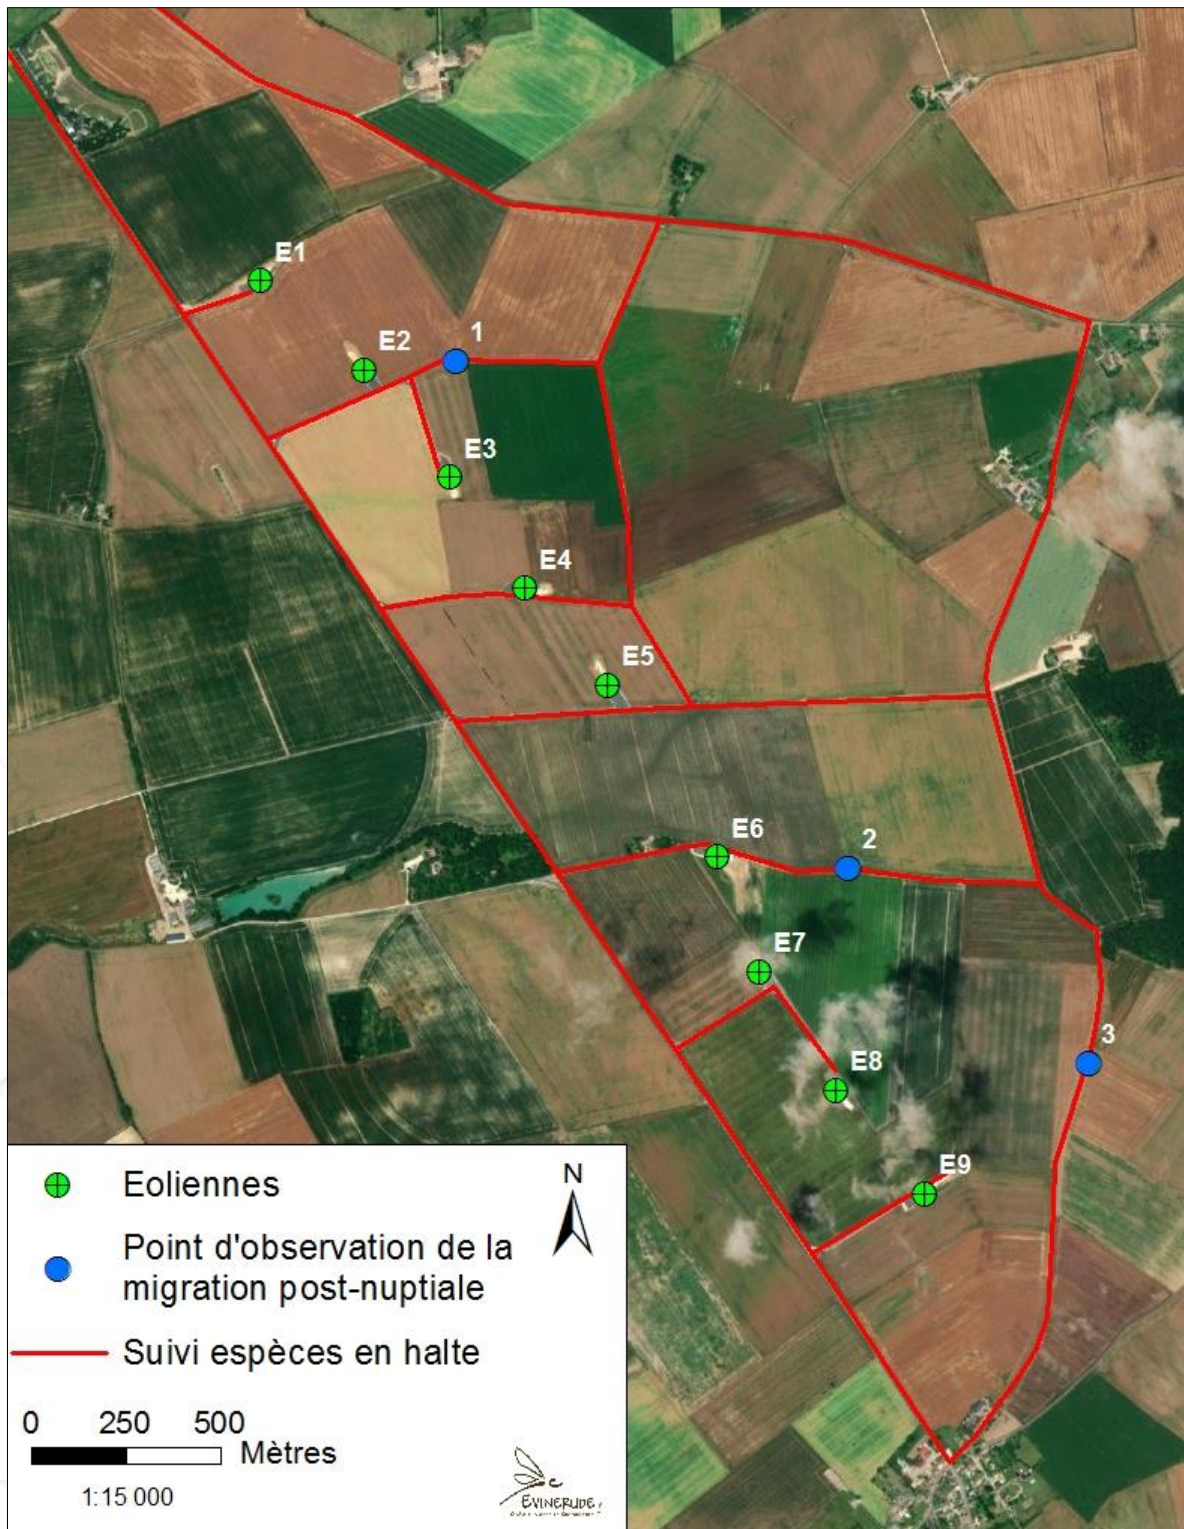 E1
E2
1
E3
E4
E5
E6
2
E7
3
E8
E9
Eoliennes
N
Point d'observation de la
migration post-nuptiale
Suivi espèces en halte
0 250 500
Mètres
1:15 000
EVINERUDE